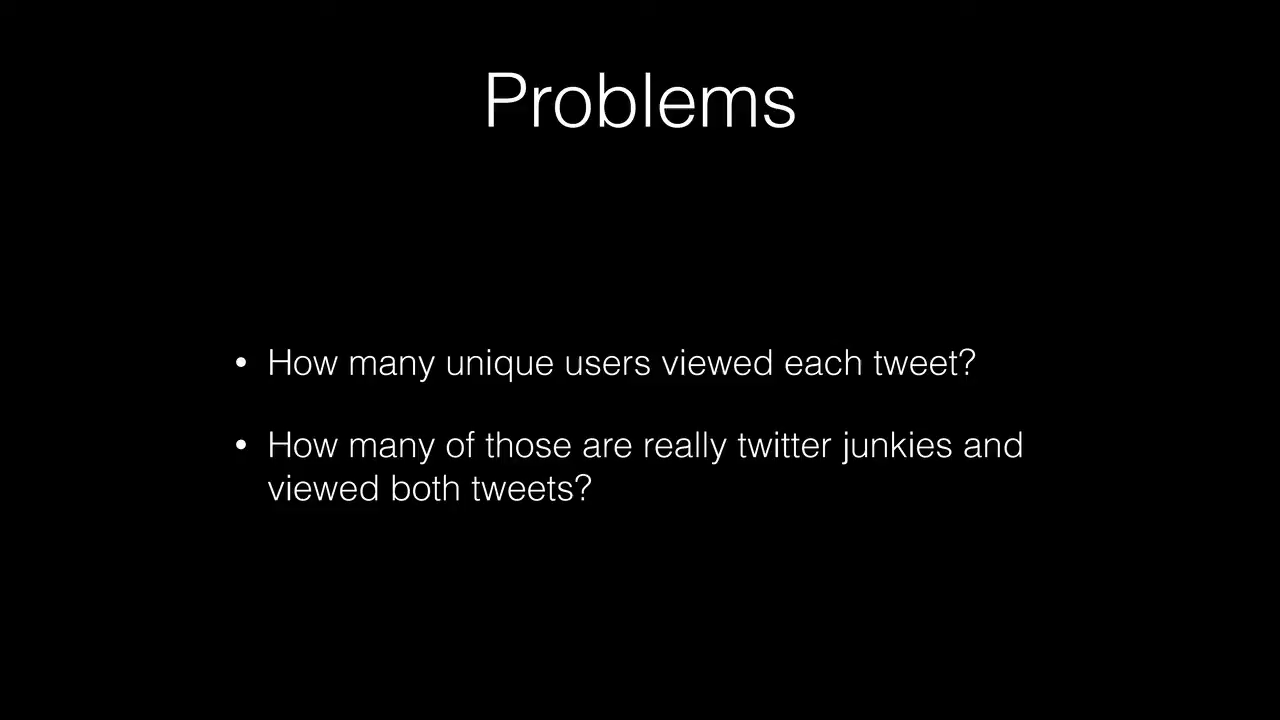 Problems
• How many unique users viewed each tweet?
• How many of those are really twitter junkies and
viewed both tweets?